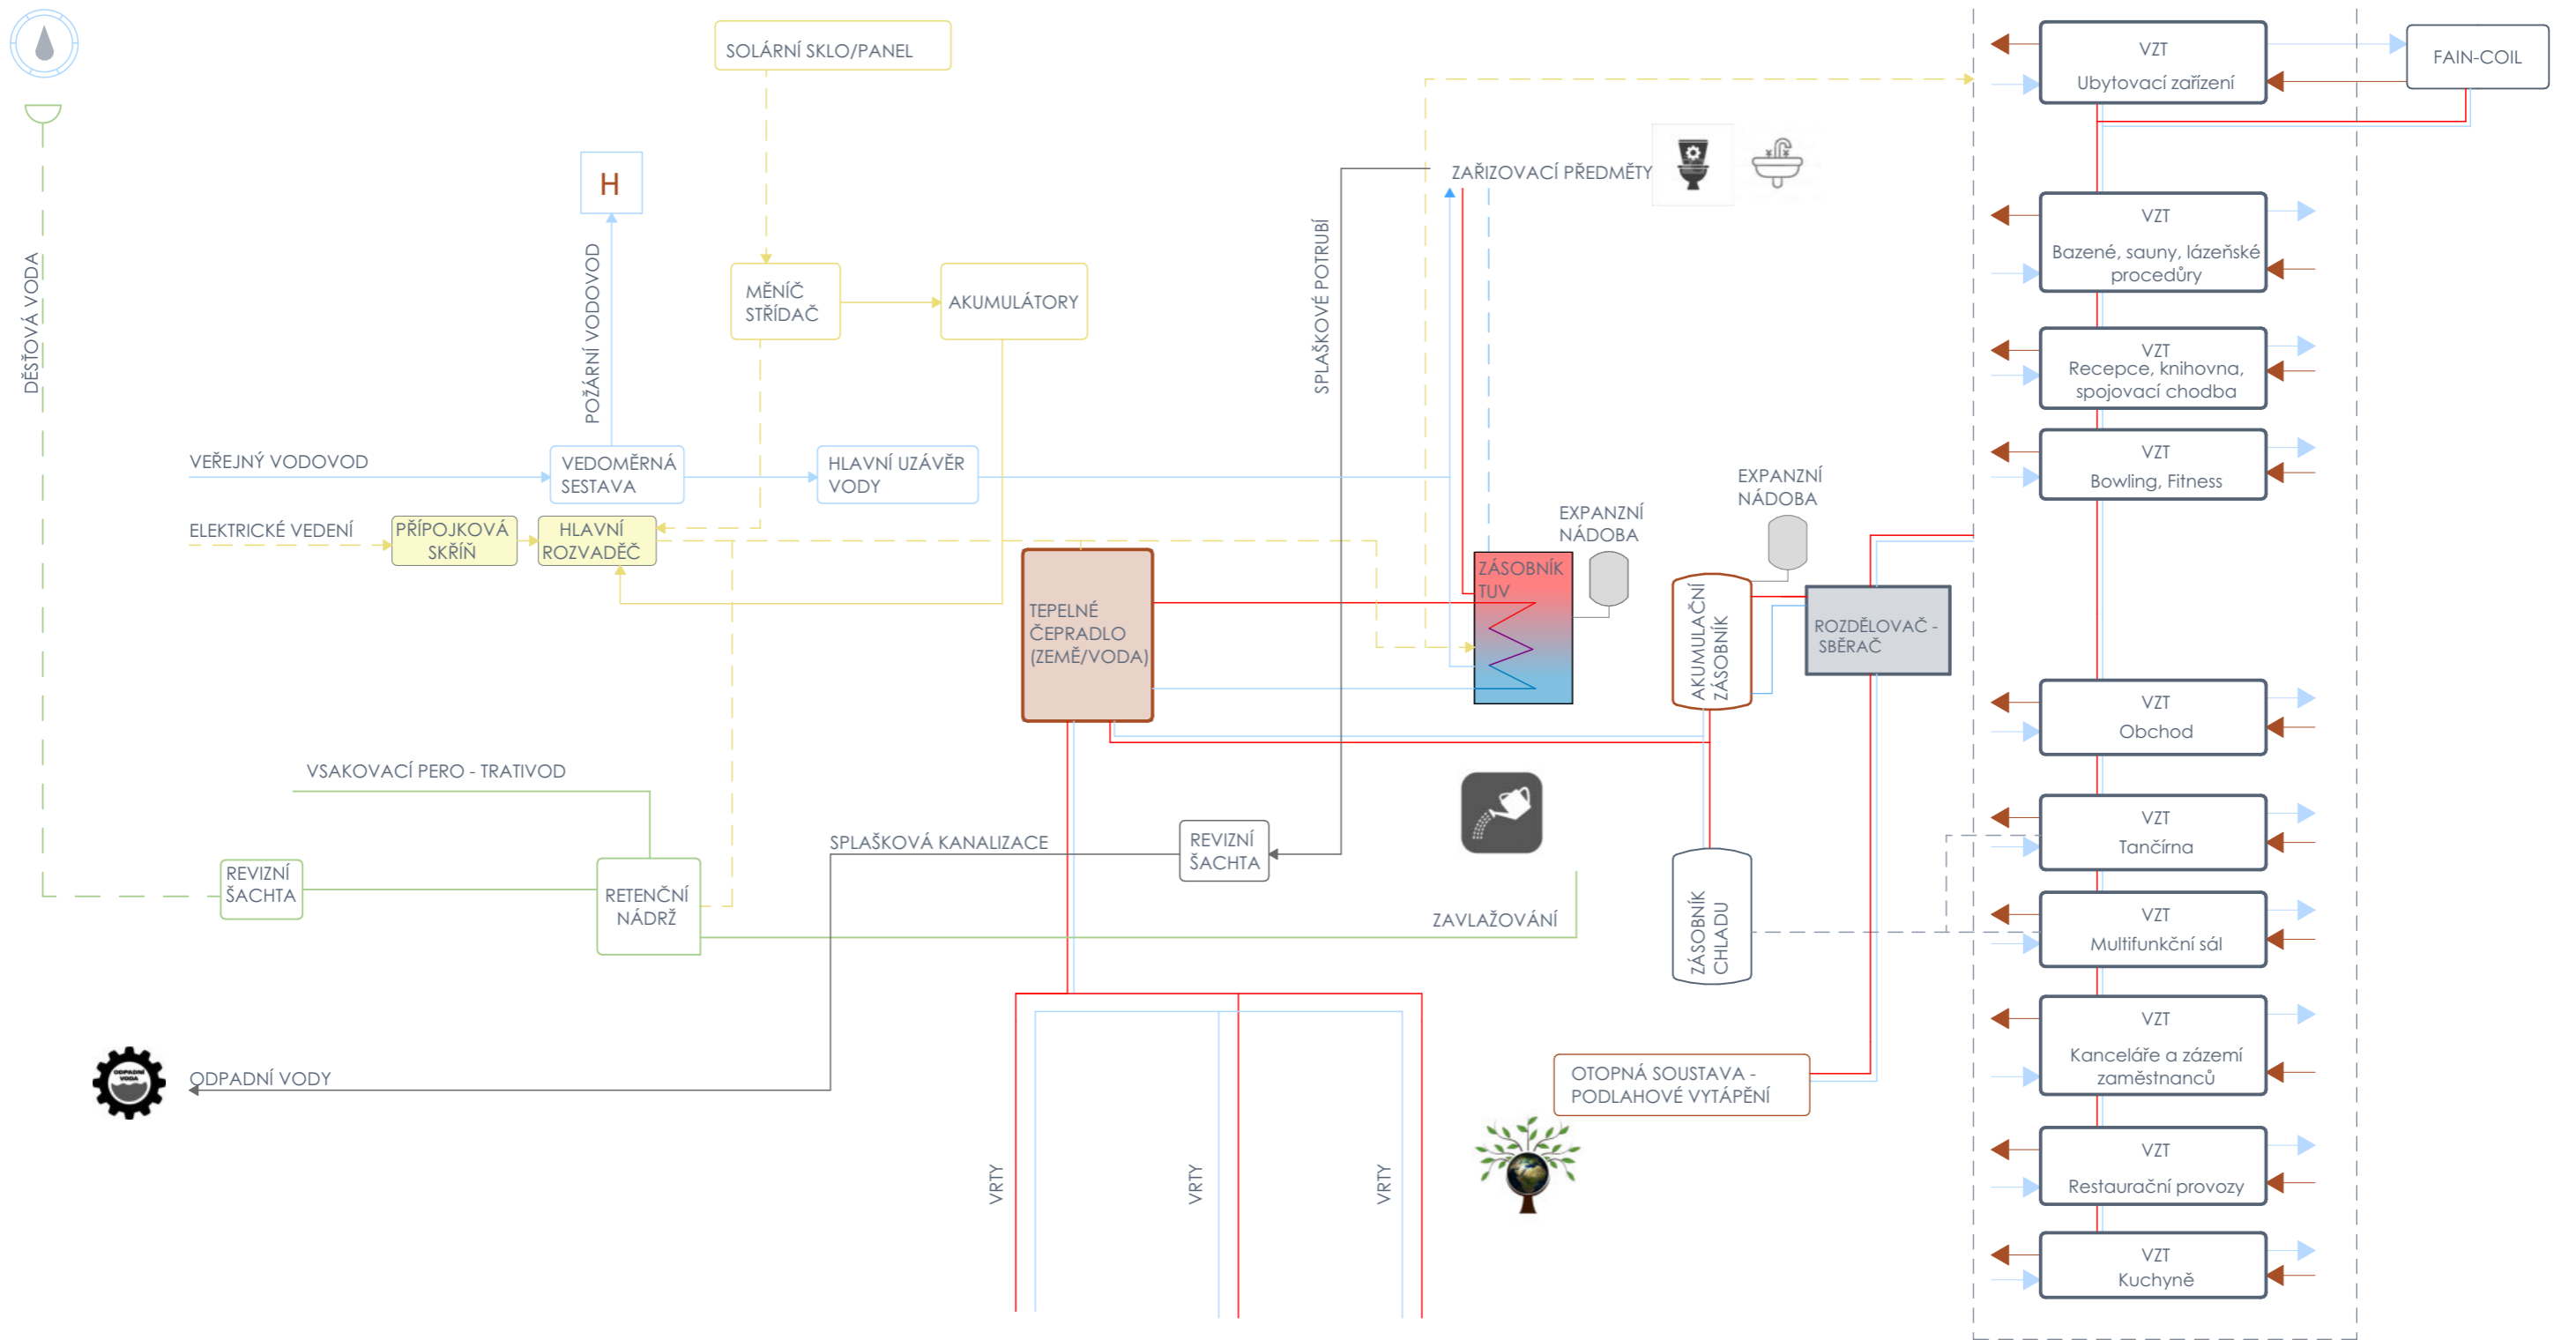 SOLÁRNÍ SKLO/PANEL
VZT
Ubytovací zařízení
FAIN-COIL
H
POŽÁRNÍ VODOVOD
DĚSŤOVÁ VODA
ZAŘIZOVACÍ PŘEDMĚTY
SPLAŠKOVÉ POTRUBÍ
VZT
Bazené, sauny, lázeňské
procedůry
MĚNÍČ
STŘÍDAČ
AKUMULÁTORY
VZT
Recepce, knihovna,
spojovací chodba
VEŘEJNÝ VODOVOD
VEDOMĚRNÁ
SESTAVA
HLAVNÍ UZÁVĚR
VODY
VZT
Bowling, Fitness
ELEKTRICKÉ VEDENÍ
PŘÍPOJKOVÁ
SKŘÍŇ
HLAVNÍ
ROZVADĚČ
EXPANZNÍ
NÁDOBA
EXPANZNÍ
NÁDOBA
TEPELNÉ
ČEPRADLO
(ZEMĚ/VODA)
ZÁSOBNÍK
TUV
AKUMULAČNÍ
ZÁSOBNÍK
ROZDĚLOVAČ -
SBĚRAČ
VZT
Obchod
VSAKOVACÍ PERO - TRATIVOD
REVIZNÍ
ŠACHTA
RETENČNÍ
NÁDRŽ
SPLAŠKOVÁ KANALIZACE
REVIZNÍ
ŠACHTA
ZAVLAŽOVÁNÍ
ZÁSOBNÍK
CHLADU
VZT
Tančírna
VZT
Multifunkční sál
VZT
Kanceláře a zázemí
zaměstnanců
ODPADNÍ
VODA
ODPADNÍ VODY
OTOPNÁ SOUSTAVA -
PODLAHOVÉ VYTÁPĚNÍ
VRTY
VRTY
VRTY
VZT
Restaurační provozy
VZT
Kuchyně